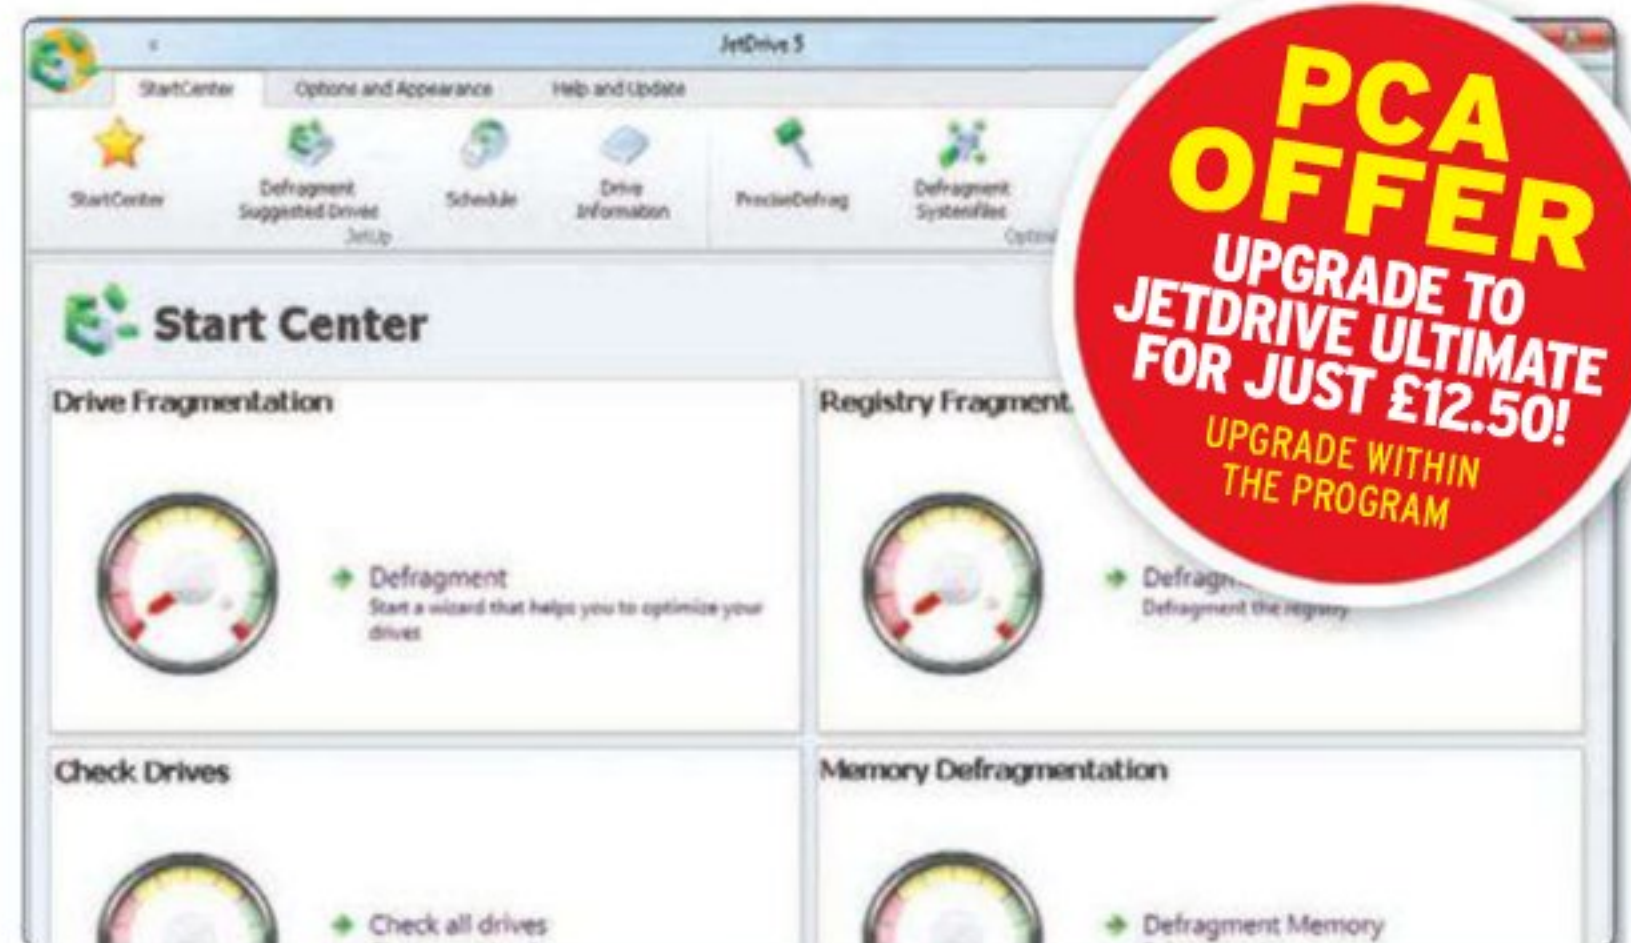 JetDrive 5
StartCenter Options and Appearance Help and Update
StartCenter
Defragment
Suggested Drives
Schedule
Drive
Information
PreciseDefrag
Defragment
Systemfiles
JetUp
Start Center
Drive Fragmentation
Defragment
Start a wizard that helps you to optimize your
drives
Registry
Defragment the registry
Check Drives
Check all drives
Memory Defragmentation
Defragment Memory
PCA
OFFER
UPGRADE TO
JETDRIVE ULTIMATE
FOR JUST £12.50!
UPGRADE WITHIN
THE PROGRAM